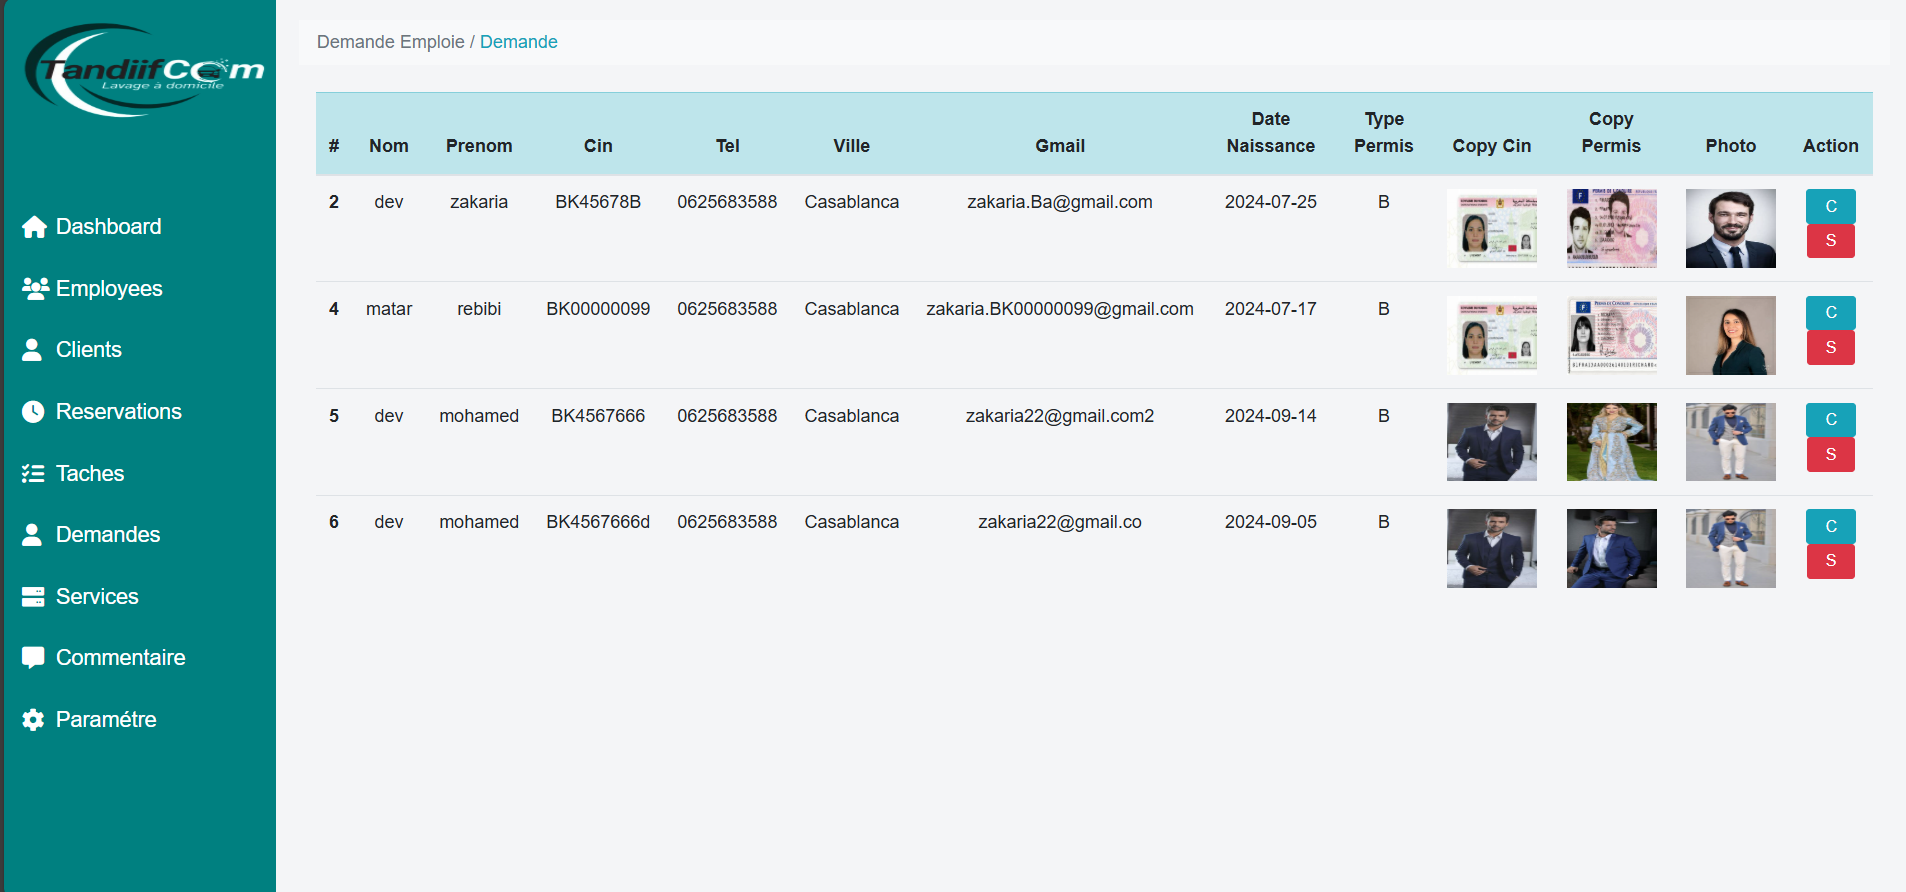 TandiifCom
Lavage à domicile
Dashboard
Employees
Clients
Reservations
Taches
Demandes
Services
Commentaire
Paramétre
Demande Emploie / Demande
# Nom Prenom Cin Tel Ville Gmail Date Naissance Type Permis Copy Cin Copy Permis Photo Action
2 dev zakaria BK45678B 0625683588 Casablanca zakaria.Ba@gmail.com 2024-07-25 B C
S
4 matar rebibi BK00000099 0625683588 Casablanca zakaria.BK00000099@gmail.com 2024-07-17 B C
S
5 dev mohamed BK4567666 0625683588 Casablanca zakaria22@gmail.com2 2024-09-14 B C
S
6 dev mohamed BK4567666d 0625683588 Casablanca zakaria22@gmail.co 2024-09-05 B C
S